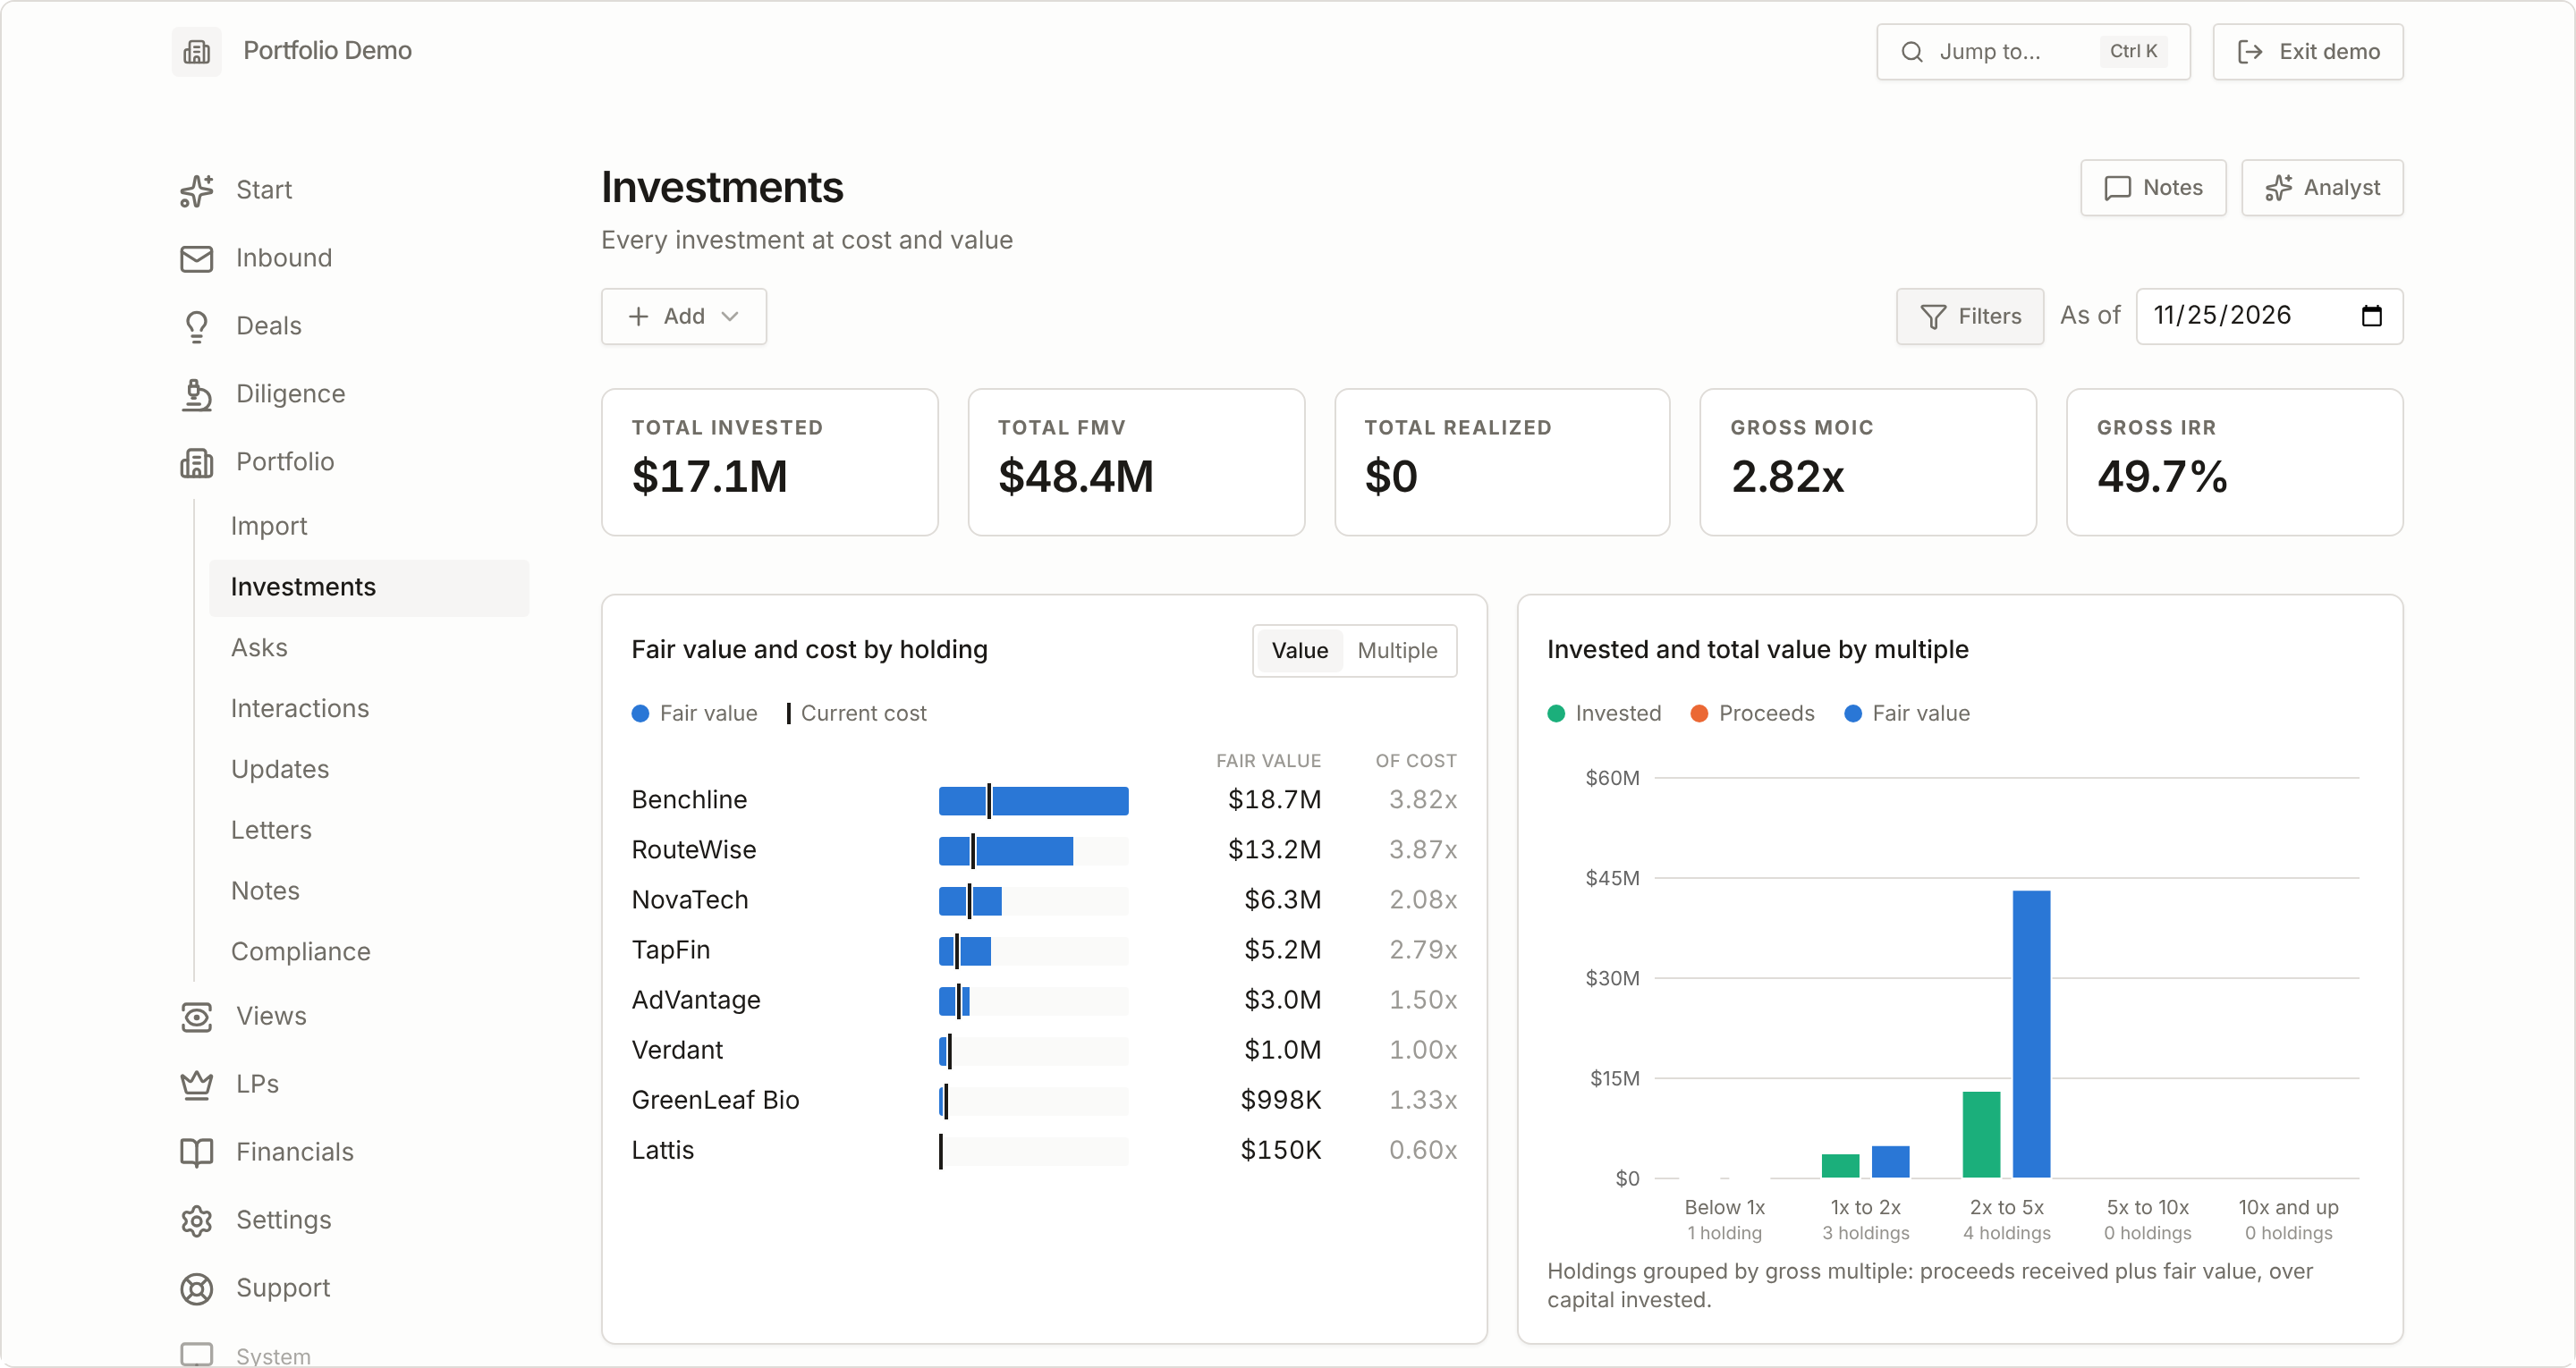 Portfolio Demo
Jump to...
Ctrl K
Exit demo
Start
Inbound
Deals
Diligence
Portfolio
Import
Investments
Asks
Interactions
Updates
Letters
Notes
Compliance
Views
LPs
Financials
Settings
Support
System
Investments
Every investment at cost and value
Notes
Analyst
Add
Filters
As of
11/25/2026
TOTAL INVESTED
$17.1M
TOTAL FMV
$48.4M
TOTAL REALIZED
$0
GROSS MOIC
2.82x
GROSS IRR
49.7%
Fair value and cost by holding
Value Multiple
Fair value Current cost
FAIR VALUE OF COST
Benchline $18.7M 3.82x
RouteWise $13.2M 3.87x
NovaTech $6.3M 2.08x
TapFin $5.2M 2.79x
AdVantage $3.0M 1.50x
Verdant $1.0M 1.00x
GreenLeaf Bio $998K 1.33x
Lattis $150K 0.60x
Invested and total value by multiple
Invested Proceeds Fair value
$60M
$45M
$30M
$15M
$0
Below 1x 1x to 2x 2x to 5x 5x to 10x 10x and up
1 holding 3 holdings 4 holdings 0 holdings 0 holdings
Holdings grouped by gross multiple: proceeds received plus fair value, over
capital invested.